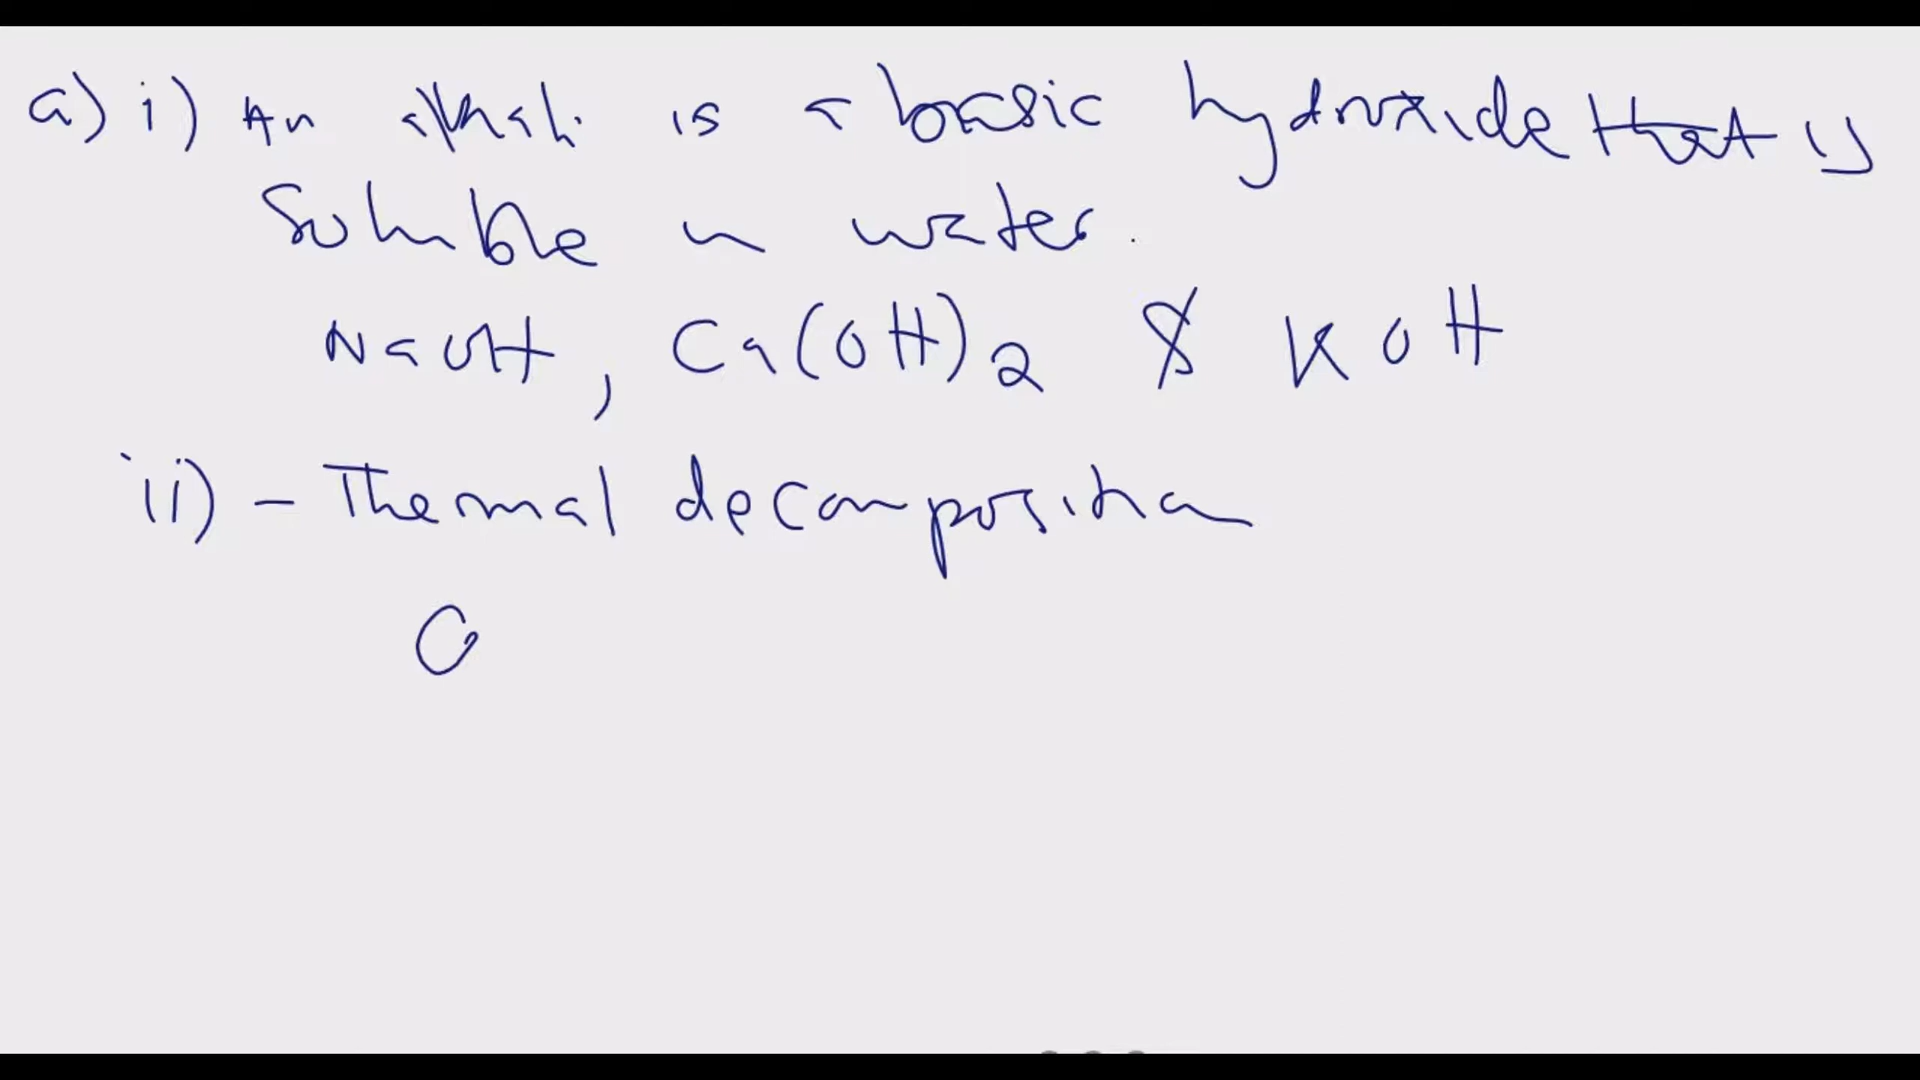 a) i) An alkali is a basic hydroxide that is
Soluble in water.
NaOH, Ca(OH)2 & KOH
ii) - Thermal decomposition
C